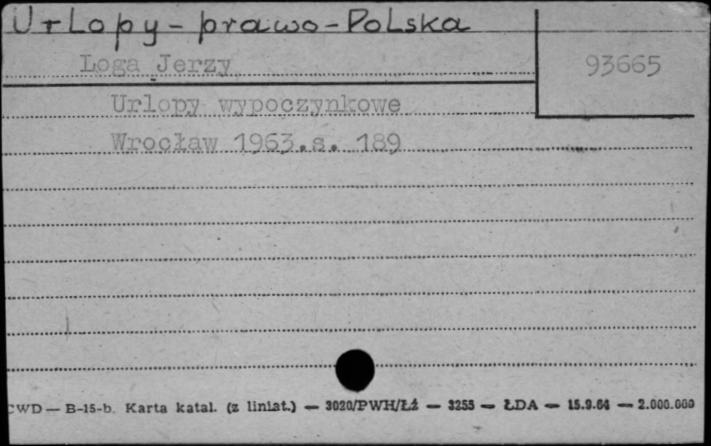 Urlopy - prawo - Polska
Loga Jerzy
93665
Urlopy wypoczynkowe
Wrocław 1963.s. 189
CWD — B-15-b. Karta katal. (z liniat.) — 3020/PWH/Łź — 3255 — ŁDA — 15.9.64 — 2.000.000